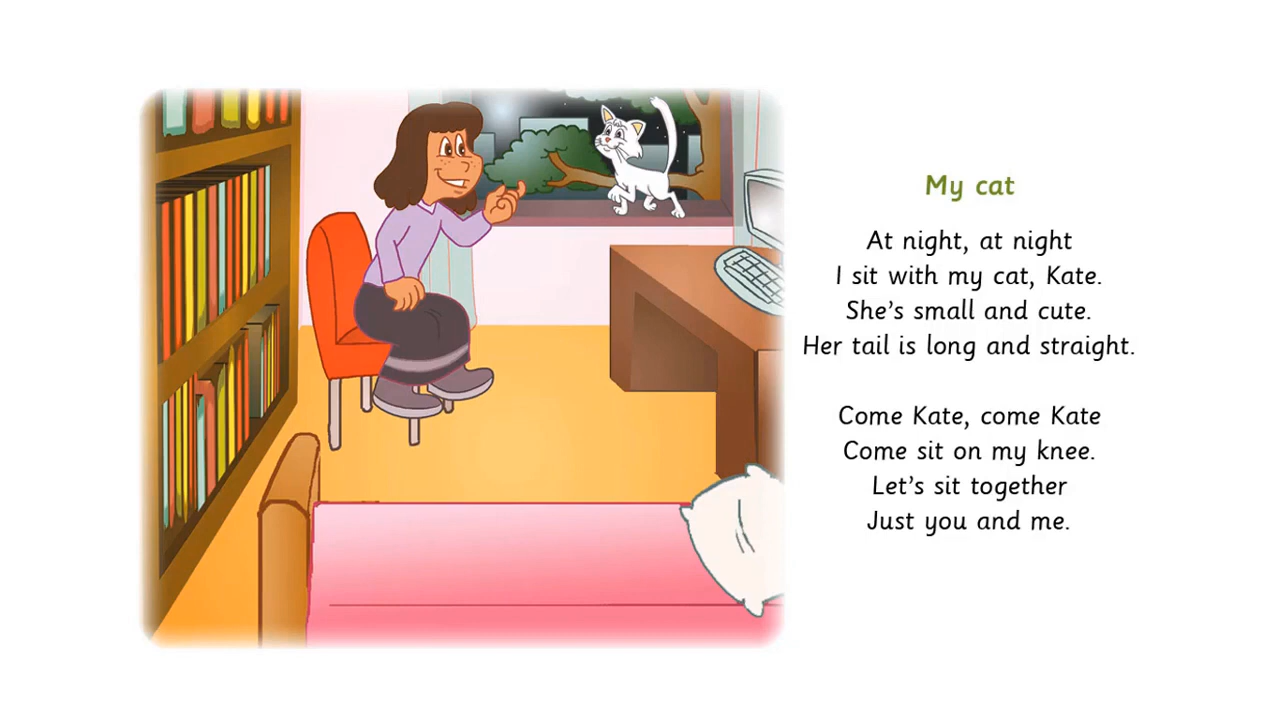 My cat
At night, at night
I sit with my cat, Kate.
She’s small and cute.
Her tail is long and straight.
Come Kate, come Kate
Come sit on my knee.
Let’s sit together
Just you and me.